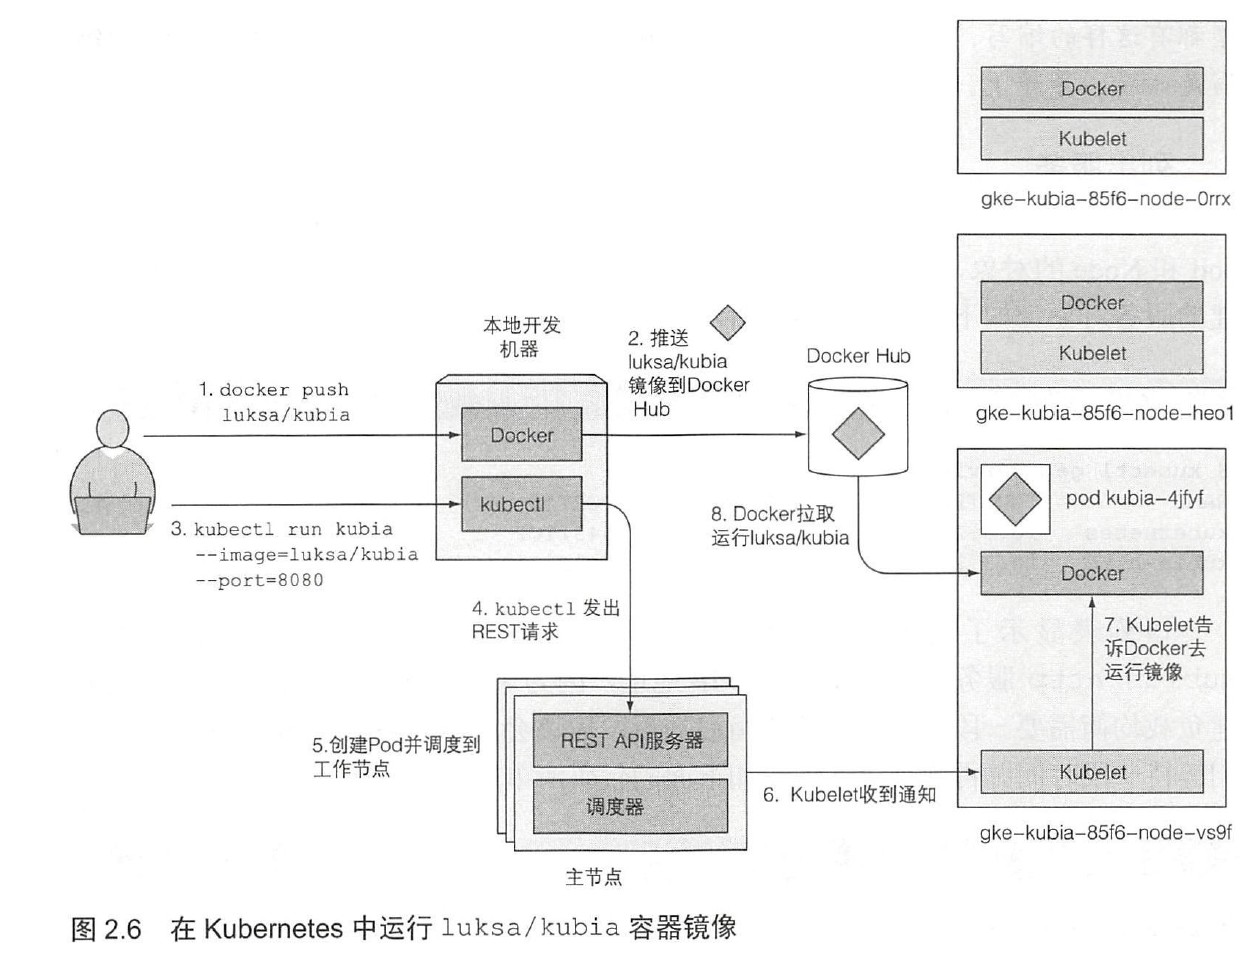 Docker
Kubelet
gke-kubia-85f6-node-0rrx
Docker
Kubelet
gke-kubia-85f6-node-heo1
本地开发
机器
2. 推送
luksa/kubia
镜像到Docker
Hub
Docker Hub
1. docker push
luksa/kubia
Docker
kubectl
3. kubectl run kubia
--image=luksa/kubia
--port=8080
pod kubia-4jfyf
8. Docker拉取
运行luksa/kubia
Docker
4. kubectl 发出
REST请求
7. Kubelet告
诉Docker去
运行镜像
5.创建Pod并调度到
工作节点
REST API服务器
调度器
主节点
6. Kubelet收到通知
Kubelet
gke-kubia-85f6-node-vs9f
图 2.6 在 Kubernetes 中运行 luksa/kubia 容器镜像